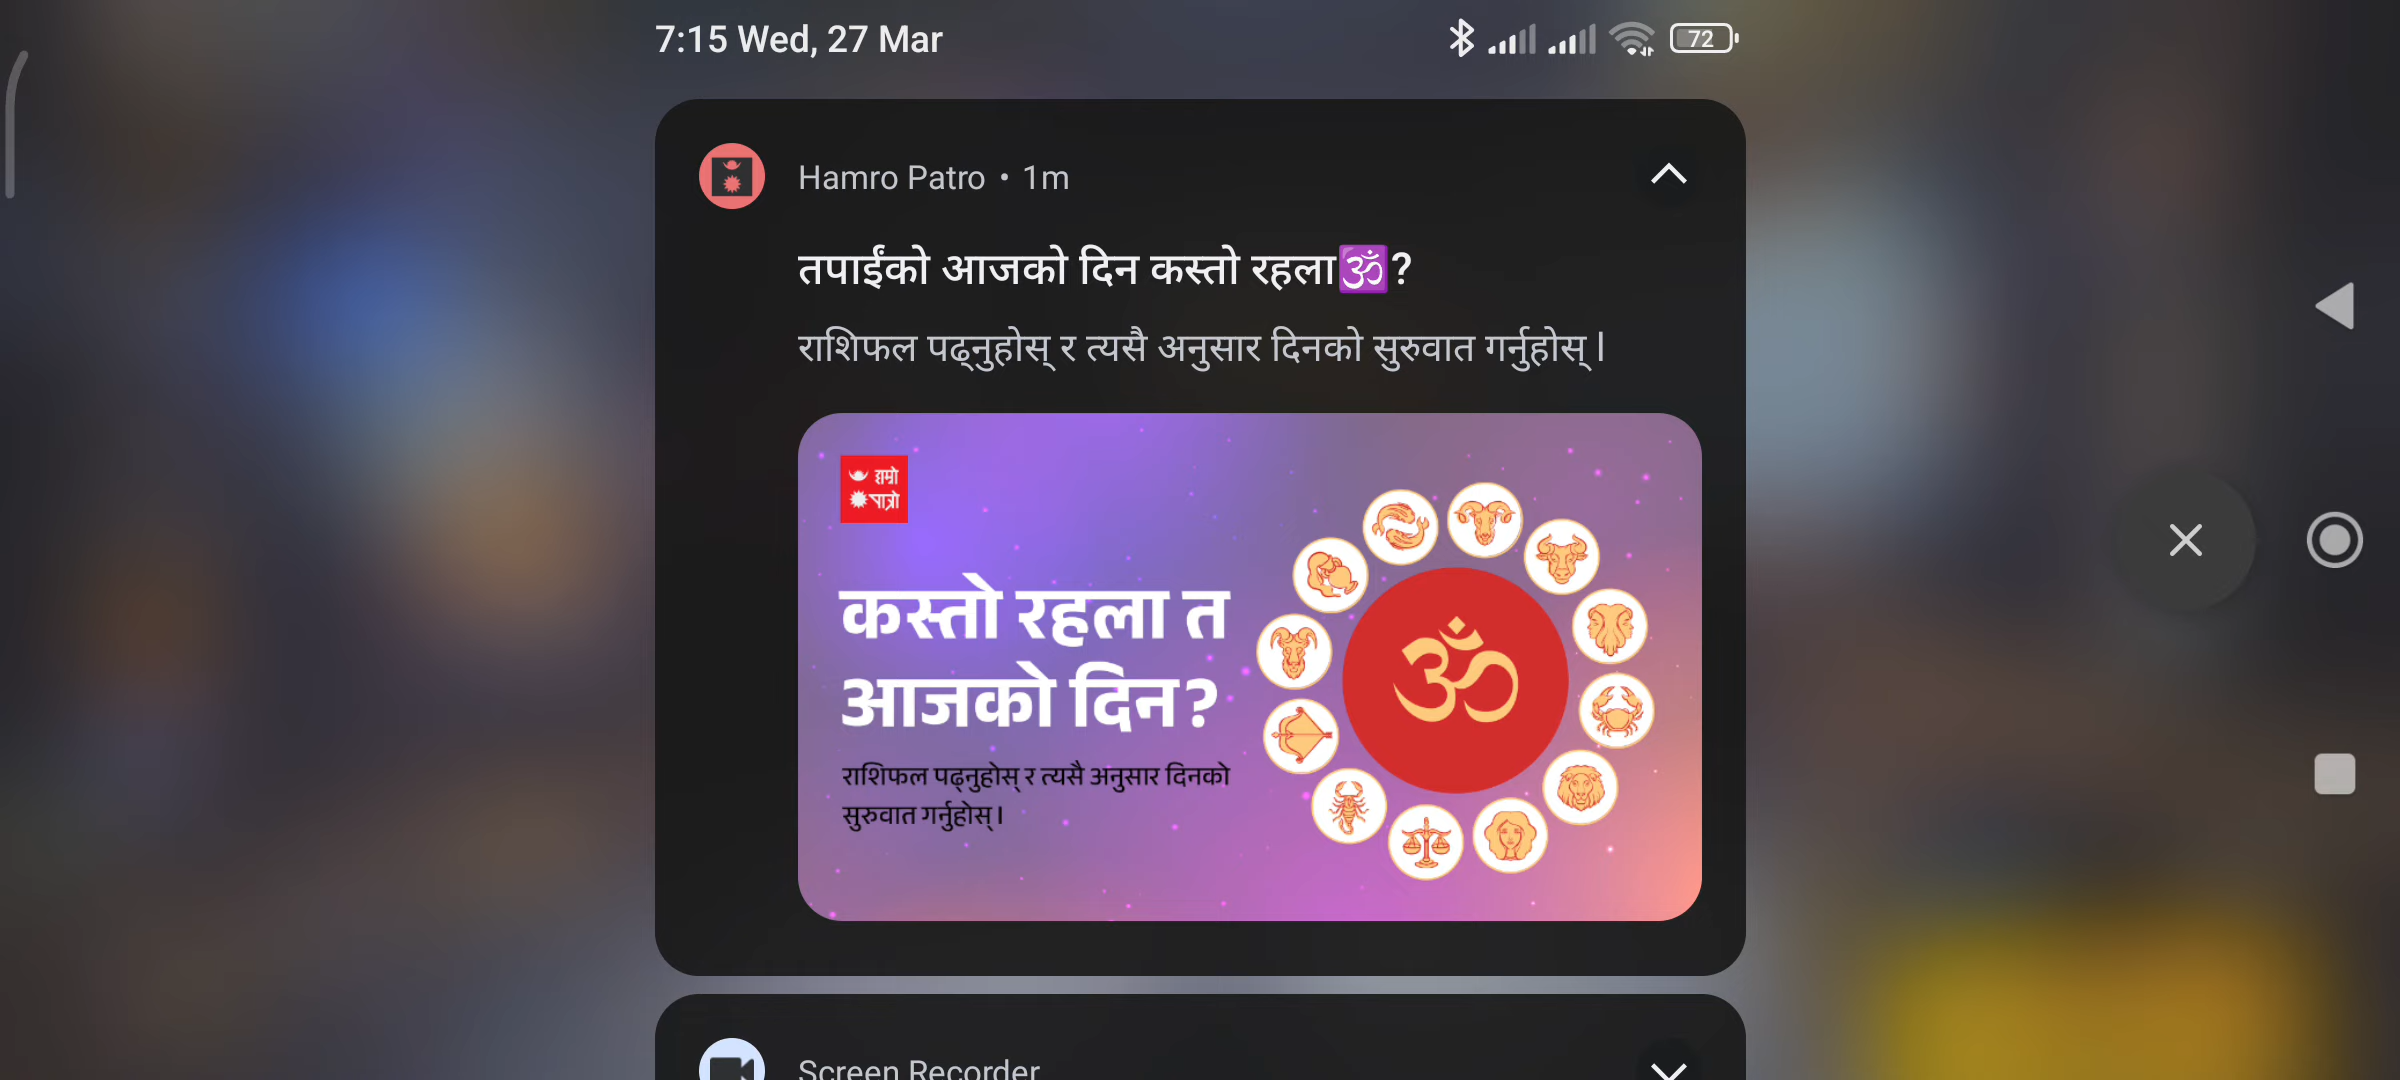 7:15 Wed, 27 Mar
72
Hamro Patro • 1m
तपाईंको आजको दिन कस्तो रहला🕉️?
राशिफल पढ्नुहोस् र त्यसै अनुसार दिनको सुरुवात गर्नुहोस् ।
हाम्रो
पात्रो
कस्तो रहला त
आजको दिन?
राशिफल पढ्नुहोस् र त्यसै अनुसार दिनको
सुरुवात गर्नुहोस् ।
ॐ
Screen Recorder